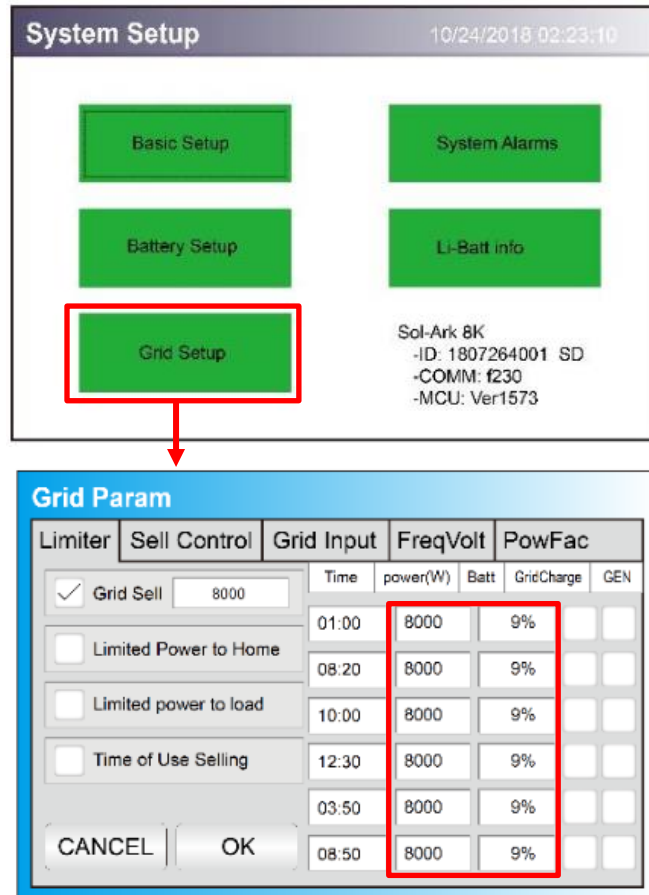 System Setup 10/24/2018 02:23:10
Basic Setup System Alarms
Battery Setup Li-Batt info
Grid Setup
Sol-Ark 8K
-ID: 1807264001 SD
-COMM: f230
-MCU: Ver1573
Grid Param
Limiter Sell Control Grid Input FreqVolt PowFac
Time power(W) Batt GridCharge GEN
Grid Sell 8000
01:00 8000 9%
Limited Power to Home
08:20 8000 9%
Limited power to load
10:00 8000 9%
Time of Use Selling
12:30 8000 9%
03:50 8000 9%
CANCEL OK
08:50 8000 9%